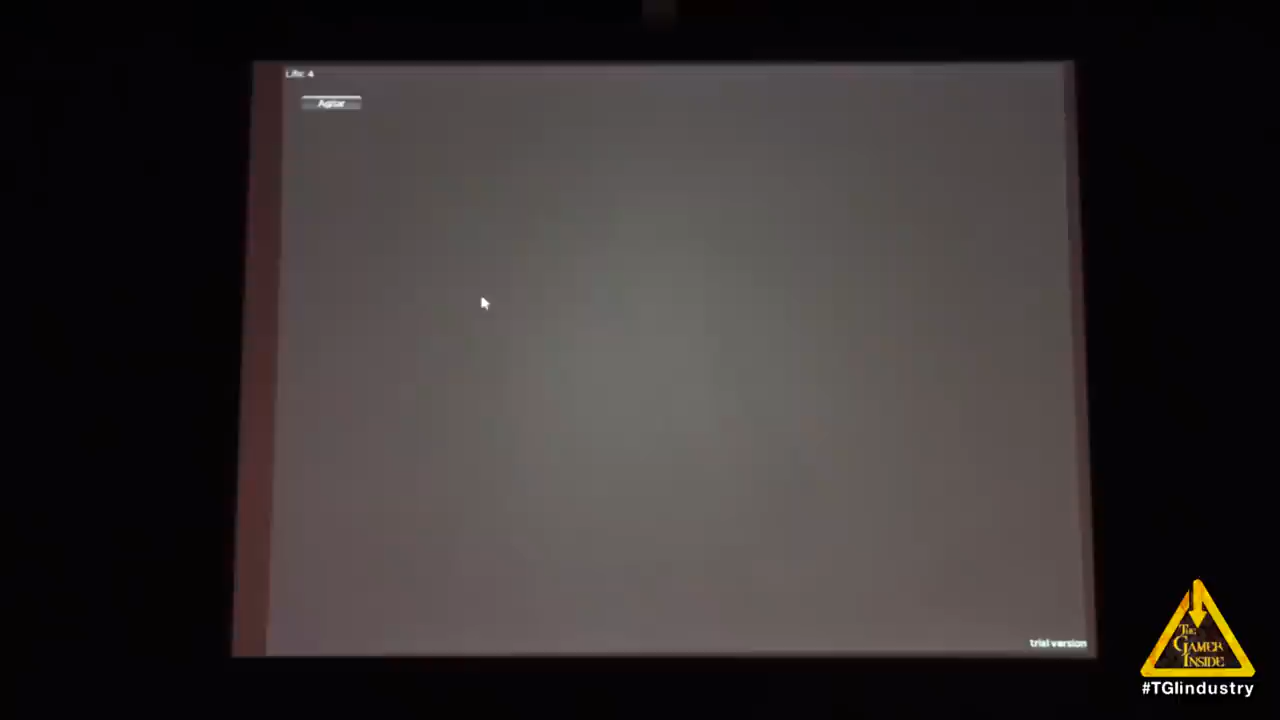 Life: 4
Agitar
trial version
THE
GAMER
INSIDE
#TGIindustry